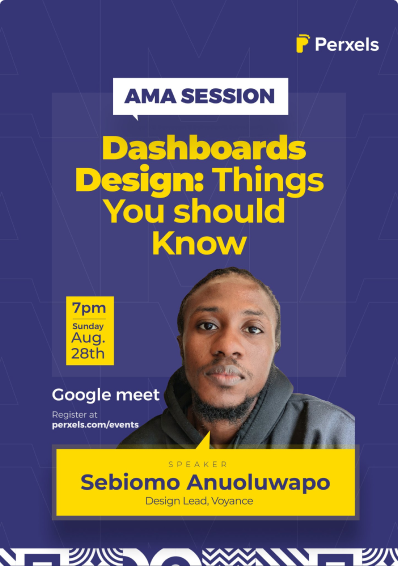 Perxels
AMA SESSION
Dashboards
Design: Things
You should
Know
7pm
Sunday
Aug.
28th
Google meet
Register at
perxels.com/events
SPEAKER
Sebiomo Anuoluwapo
Design Lead, Voyance